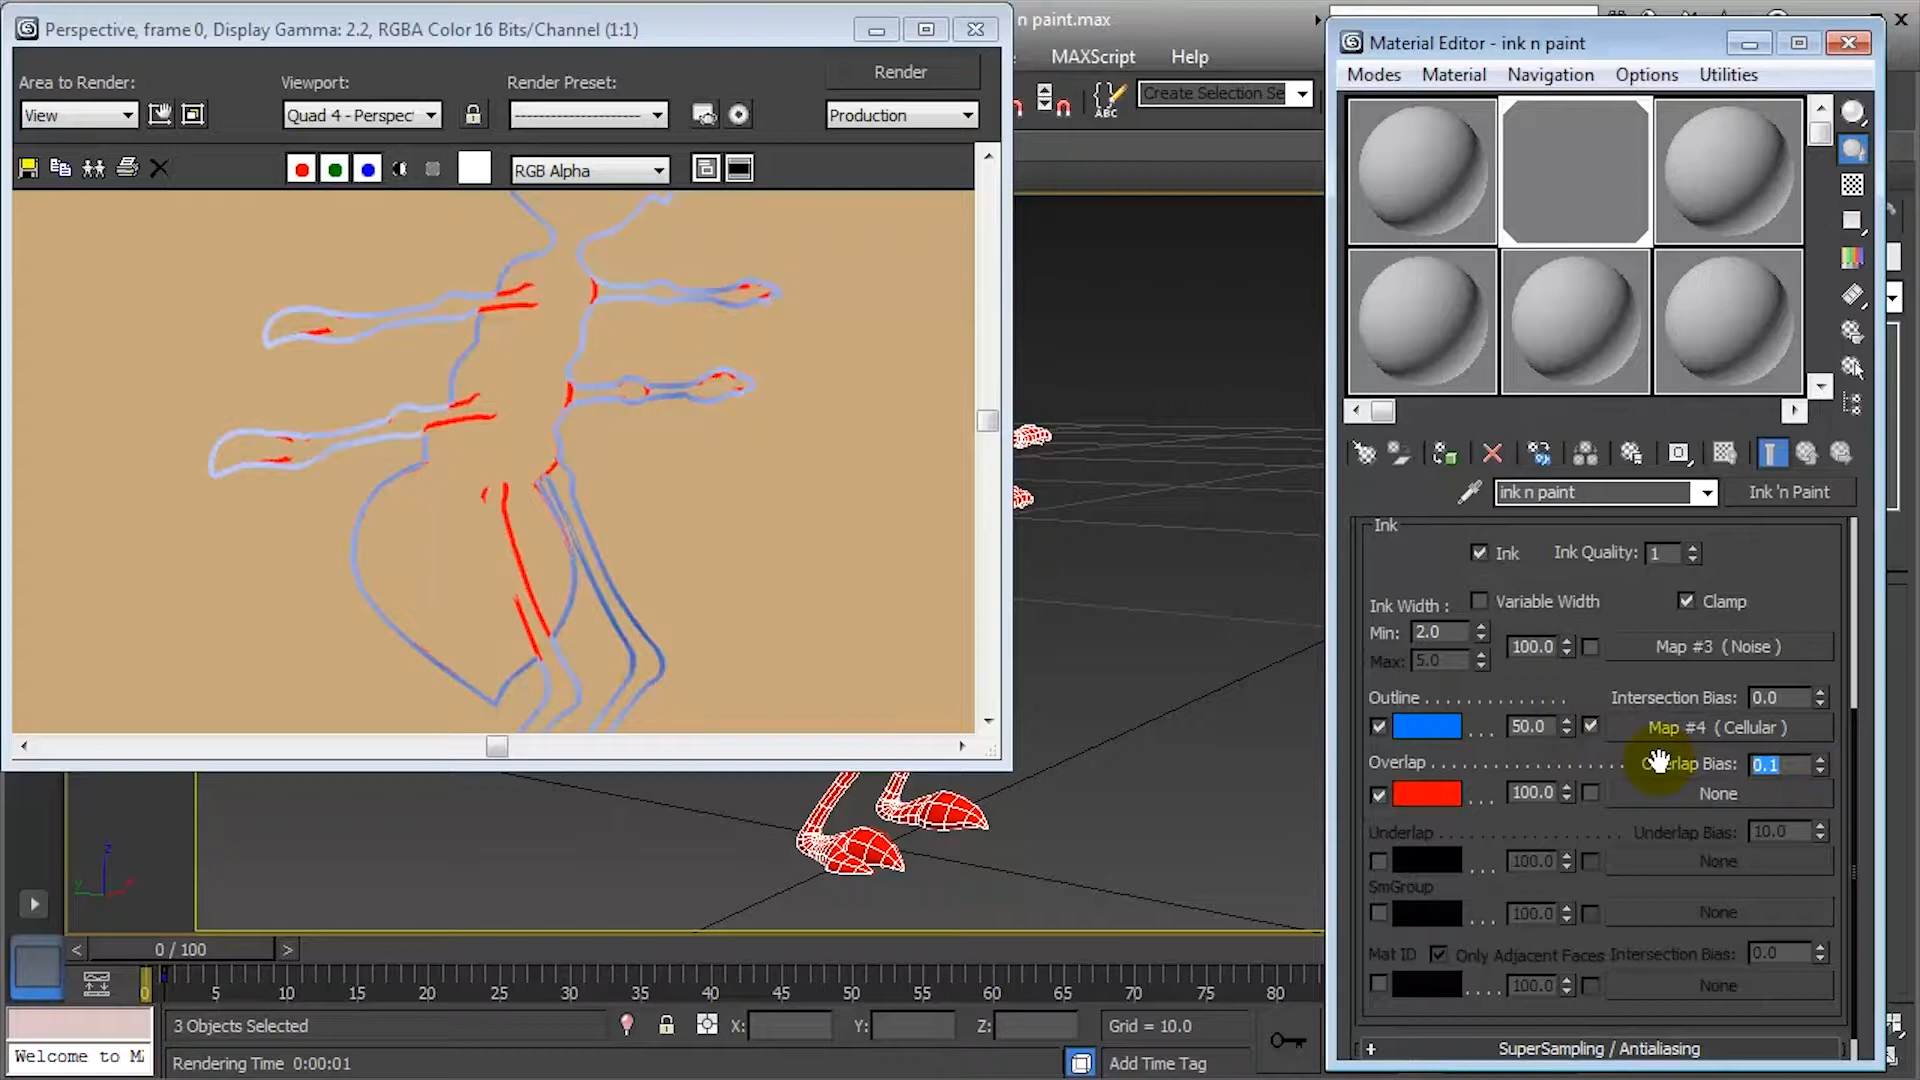 Perspective, frame 0, Display Gamma: 2.2, RGBA Color 16 Bits/Channel (1:1)
Area to Render:
Viewport:
Render Preset:
Render
View
Quad 4 - Perspec
Production
RGB Alpha
n paint.max
MAXScript Help
ABC
Create Selection Se
Material Editor - ink n paint
Modes Material Navigation Options Utilities
ink n paint
Ink 'n Paint
Ink
Ink Ink Quality: 1
Ink Width : Variable Width Clamp
Min: 2.0
100.0 Map #3 ( Noise )
Max: 5.0
Outline Intersection Bias: 0.0
50.0 Map #4 ( Cellular )
Overlap Overlap Bias: 0.1
100.0 None
Underlap Underlap Bias: 10.0
100.0 None
SmGroup
100.0 None
Mat ID Only Adjacent Faces Intersection Bias: 0.0
100.0 None
+ SuperSampling / Antialiasing
z
y
x
< 0 / 100 >
0 5 10 15 20 25 30 35 40 45 50 55 60 65 70 75 80
3 Objects Selected
X: Y: Z:
Grid = 10.0
Welcome to M
Rendering Time 0:00:01
Add Time Tag